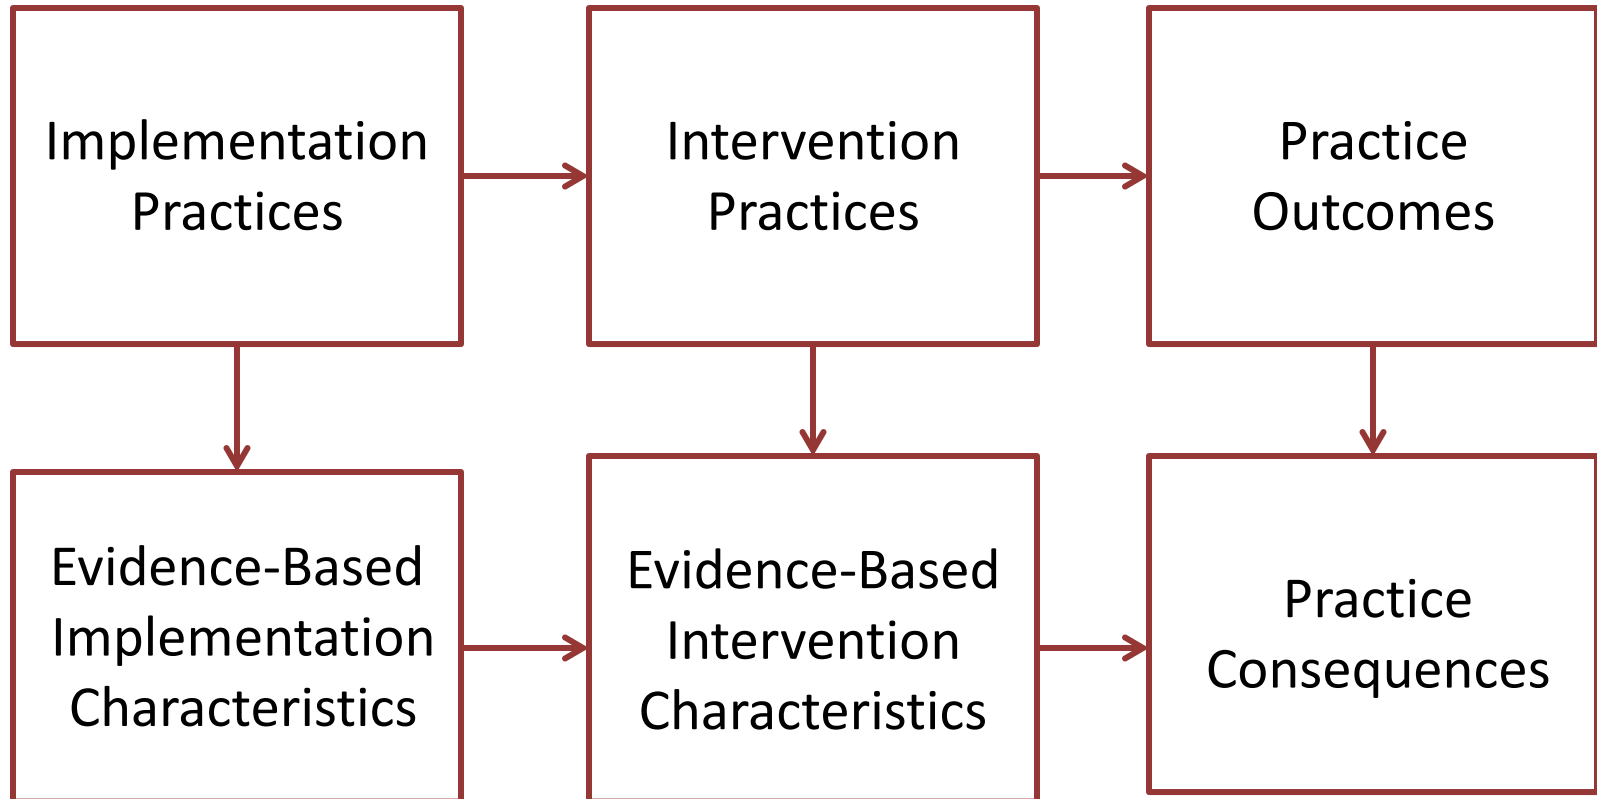 Implementation
Practices
Intervention
Practices
Practice
Outcomes
Evidence-Based
Implementation
Characteristics
Evidence-Based
Intervention
Characteristics
Practice
Consequences